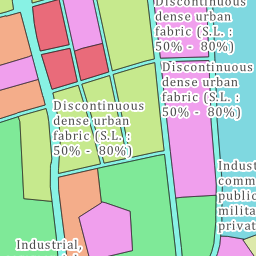 Discontinuous
dense urban
fabric (S.L. :
50% - 80%)
Discontinuous
dense urban
fabric (S.L. :
50% - 80%)
Discontinuous
dense urban
fabric (S.L. :
50% - 80%)
Indust
comm
public
milita
privat
Industrial,